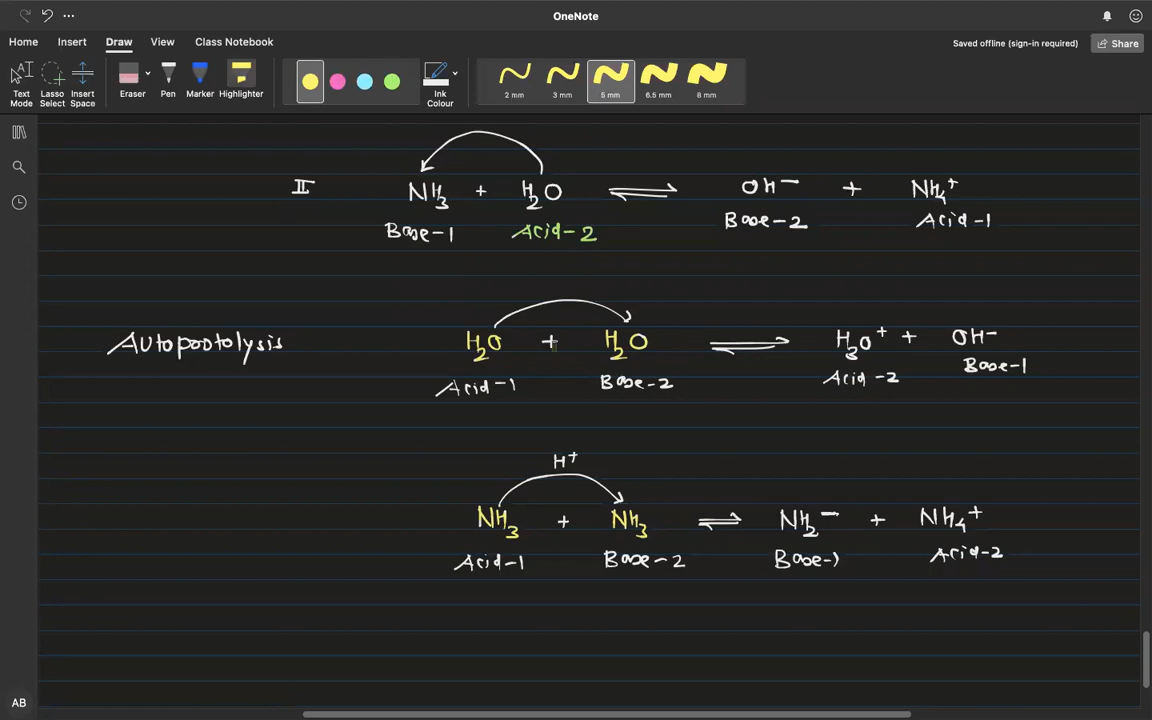 OneNote
Home Insert Draw View Class Notebook
Saved offline (sign-in required) Share
Text Mode
Lasso Select
Insert Space
Eraser
Pen
Marker
Highlighter
Ink Colour
2 mm
3 mm
5 mm
6.5 mm
8 mm
II NH₃ + H₂O ⇌ OH⁻ + NH₄⁺
Base-1 Acid-2 Base-2 Acid-1
Autopootolysis H₂O + H₂O ⇌ H₃O⁺ + OH⁻
Acid-1 Base-2 Acid-2 Base-1
H⁺
NH₃ + NH₃ ⇌ NH₂⁻ + NH₄⁺
Acid-1 Base-2 Base-1 Acid-2
AB